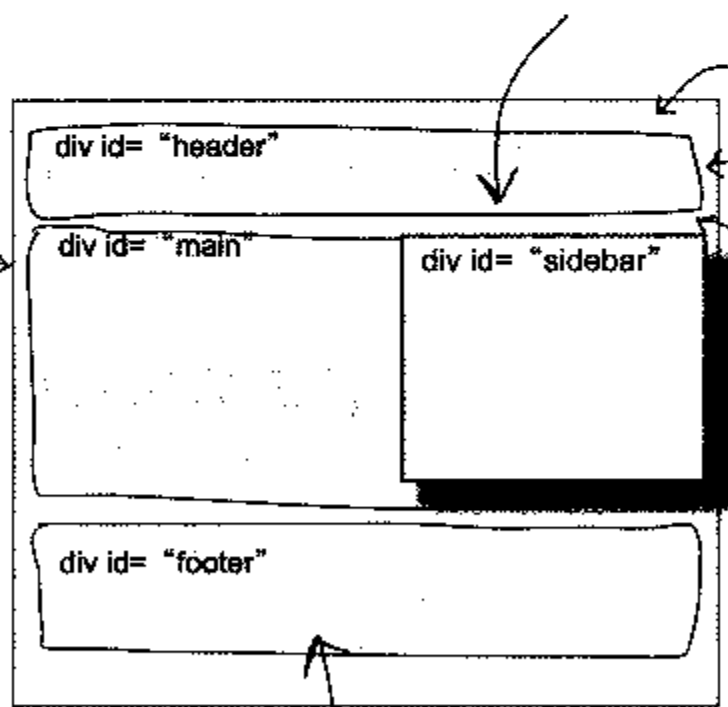 div id= “header”
div id= “main”
div id= “sidebar”
div id= “footer”